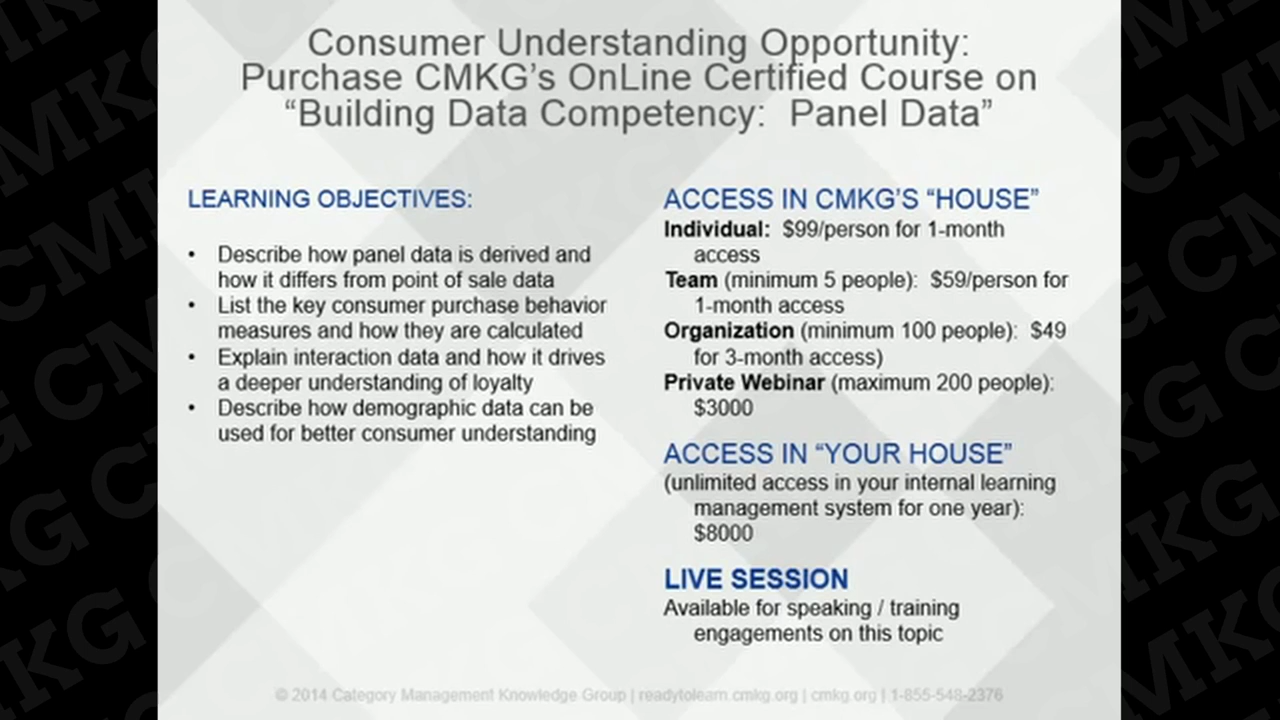 Consumer Understanding Opportunity:
Purchase CMKG's OnLine Certified Course on
“Building Data Competency:  Panel Data”
LEARNING OBJECTIVES:
• Describe how panel data is derived and
how it differs from point of sale data
• List the key consumer purchase behavior
measures and how they are calculated
• Explain interaction data and how it drives
a deeper understanding of loyalty
• Describe how demographic data can be
used for better consumer understanding
ACCESS IN CMKG'S “HOUSE”
Individual:  $99/person for 1-month
access
Team (minimum 5 people):  $59/person for
1-month access
Organization (minimum 100 people):  $49
for 3-month access)
Private Webinar (maximum 200 people):
$3000
ACCESS IN “YOUR HOUSE”
(unlimited access in your internal learning
management system for one year):
$8000
LIVE SESSION
Available for speaking / training
engagements on this topic
© 2014 Category Management Knowledge Group | readytolearn.cmkg.org | cmkg.org | 1-855-548-2376